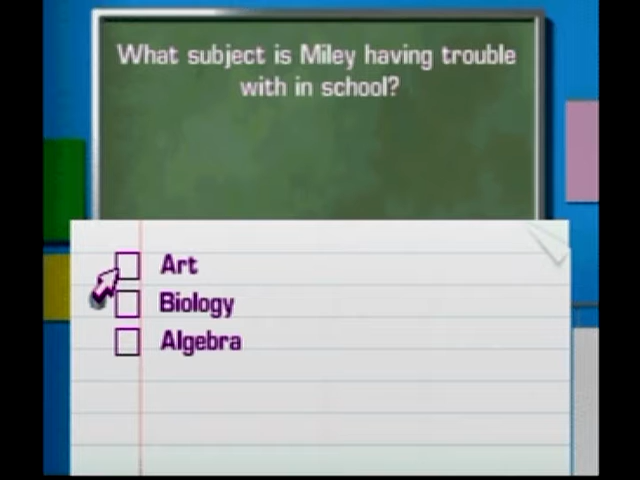 What subject is Miley having trouble
with in school?
Art
Biology
Algebra